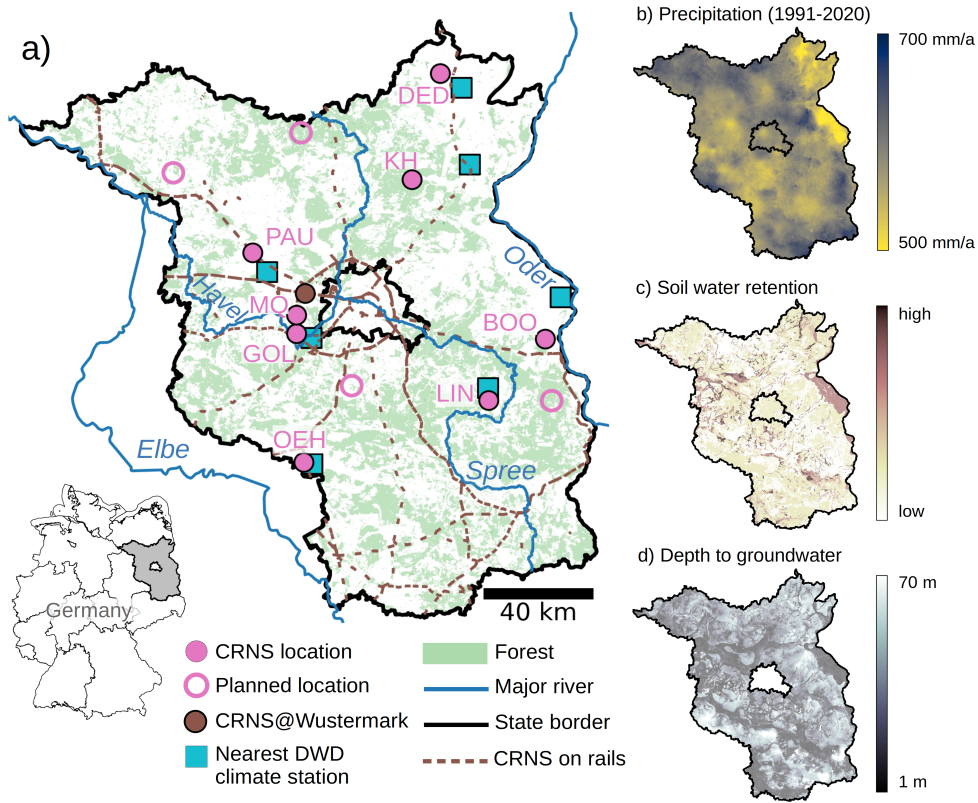 a)
DED
KH
PAU
Havel
MQ
GOL
Oder
BOO
LIN
OEH
Elbe
Spree
40 km
Germany
CRNS location
Planned location
CRNS@Wustermark
Nearest DWD
climate station
Forest
Major river
State border
CRNS on rails
b) Precipitation (1991-2020)
700 mm/a
500 mm/a
c) Soil water retention
high
low
d) Depth to groundwater
70 m
1 m